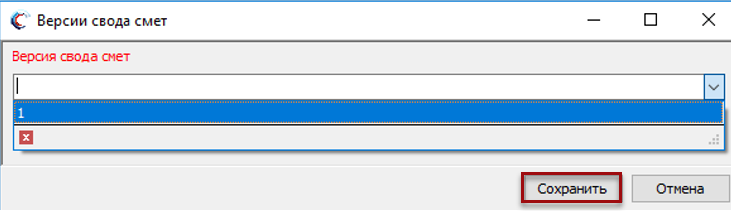 Версии свода смет
Версия свода смет
1
Сохранить
Отмена